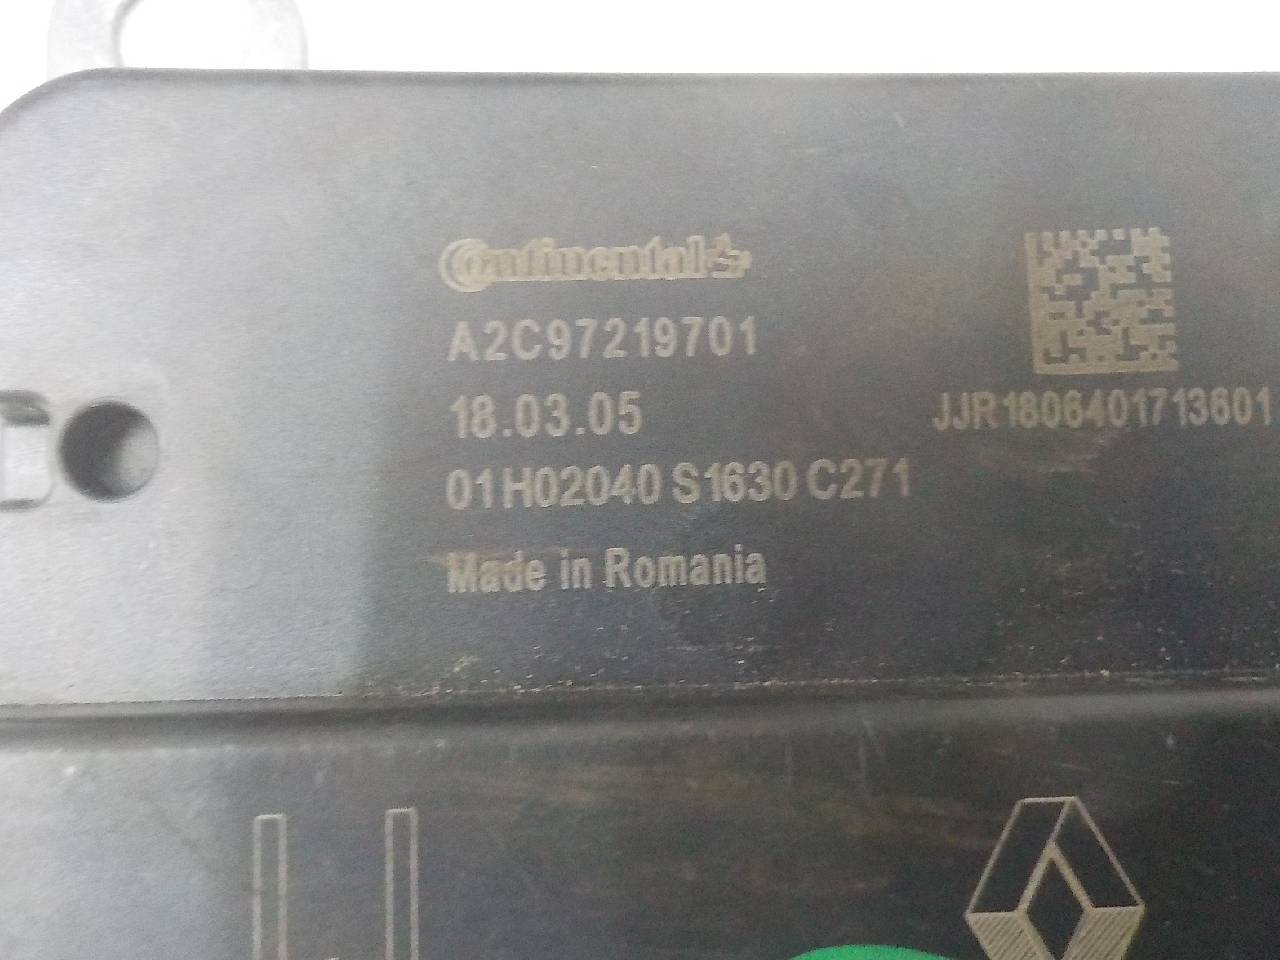 Continental
A2C97219701
18.03.05
JJR1806401713601
01H02040 S1630 C271
Made in Romania